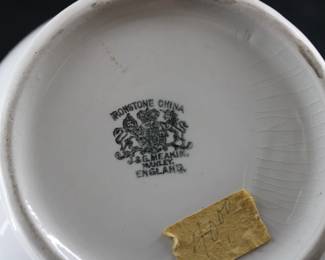 IRONSTONE CHINA
J&G. MEAKIN
HANLEY
ENGLAND